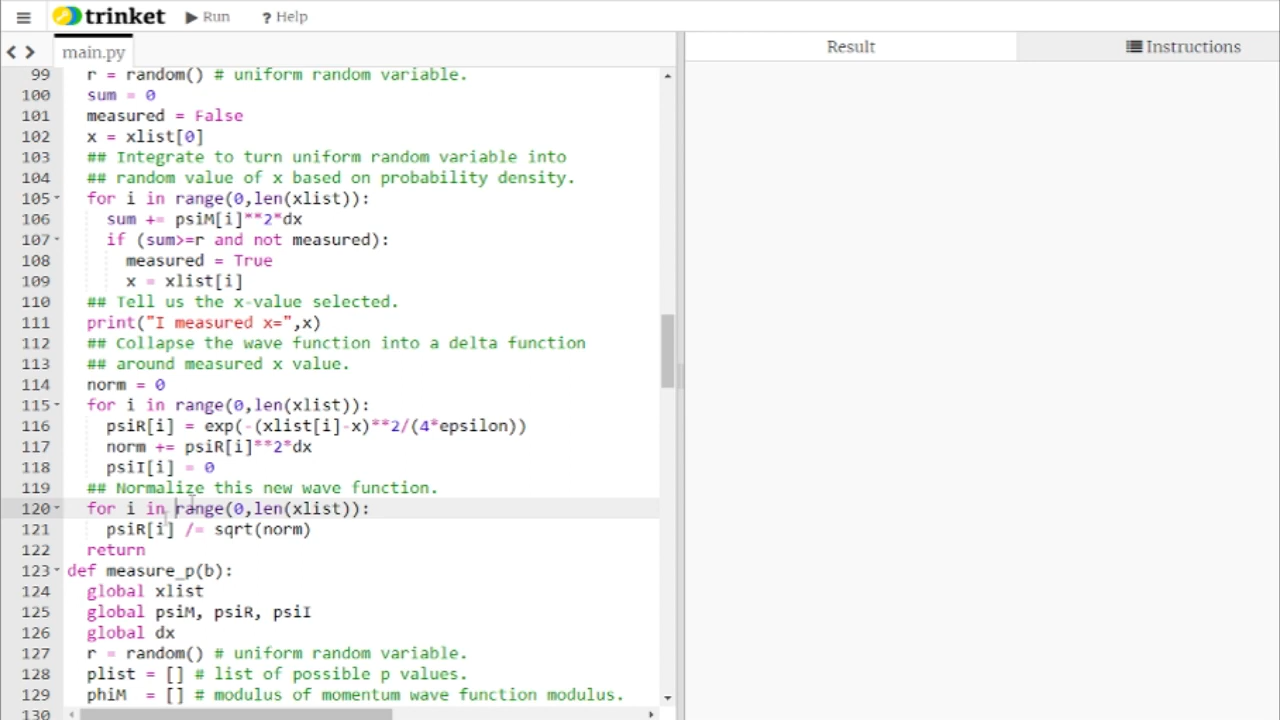 trinket Run ? Help
main.py Result Instructions
99 r = random() # uniform random variable.
100 sum = 0
101 measured = False
102 x = xlist[0]
103 ## Integrate to turn uniform random variable into
104 ## random value of x based on probability density.
105 for i in range(0,len(xlist)):
106 sum += psiM[i]**2*dx
107 if (sum>=r and not measured):
108 measured = True
109 x = xlist[i]
110 ## Tell us the x-value selected.
111 print("I measured x=",x)
112 ## Collapse the wave function into a delta function
113 ## around measured x value.
114 norm = 0
115 for i in range(0,len(xlist)):
116 psiR[i] = exp(-(xlist[i]-x)**2/(4*epsilon))
117 norm += psiR[i]**2*dx
118 psiI[i] = 0
119 ## Normalize this new wave function.
120 for i in range(0,len(xlist)):
121 psiR[i] /= sqrt(norm)
122 return
123 def measure_p(b):
124 global xlist
125 global psiM, psiR, psiI
126 global dx
127 r = random() # uniform random variable.
128 plist = [] # list of possible p values.
129 phiM = [] # modulus of momentum wave function modulus.
130